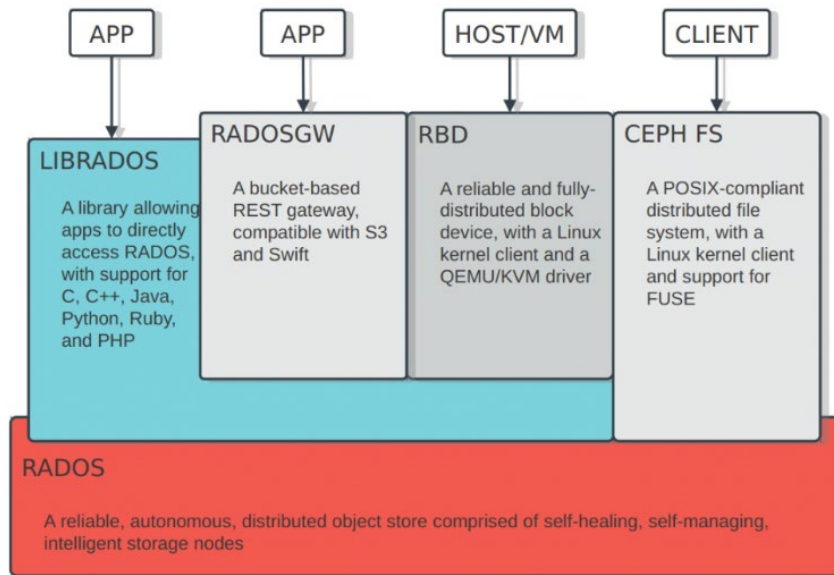 APP
APP
HOST/VM
CLIENT
LIBRADOS
A library allowing
apps to directly
access RADOS,
with support for
C, C++, Java,
Python, Ruby,
and PHP
RADOSGW
A bucket-based
REST gateway,
compatible with S3
and Swift
RBD
A reliable and fully-
distributed block
device, with a Linux
kernel client and a
QEMU/KVM driver
CEPH FS
A POSIX-compliant
distributed file
system, with a
Linux kernel client
and support for
FUSE
RADOS
A reliable, autonomous, distributed object store comprised of self-healing, self-managing,
intelligent storage nodes